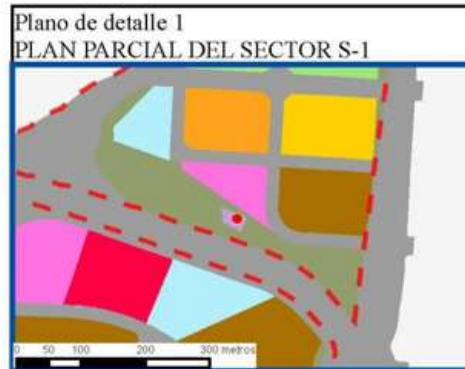 Plano de detalle 1
PLAN PARCIAL DEL SECTOR S-1
0 50 100 200 300 metros